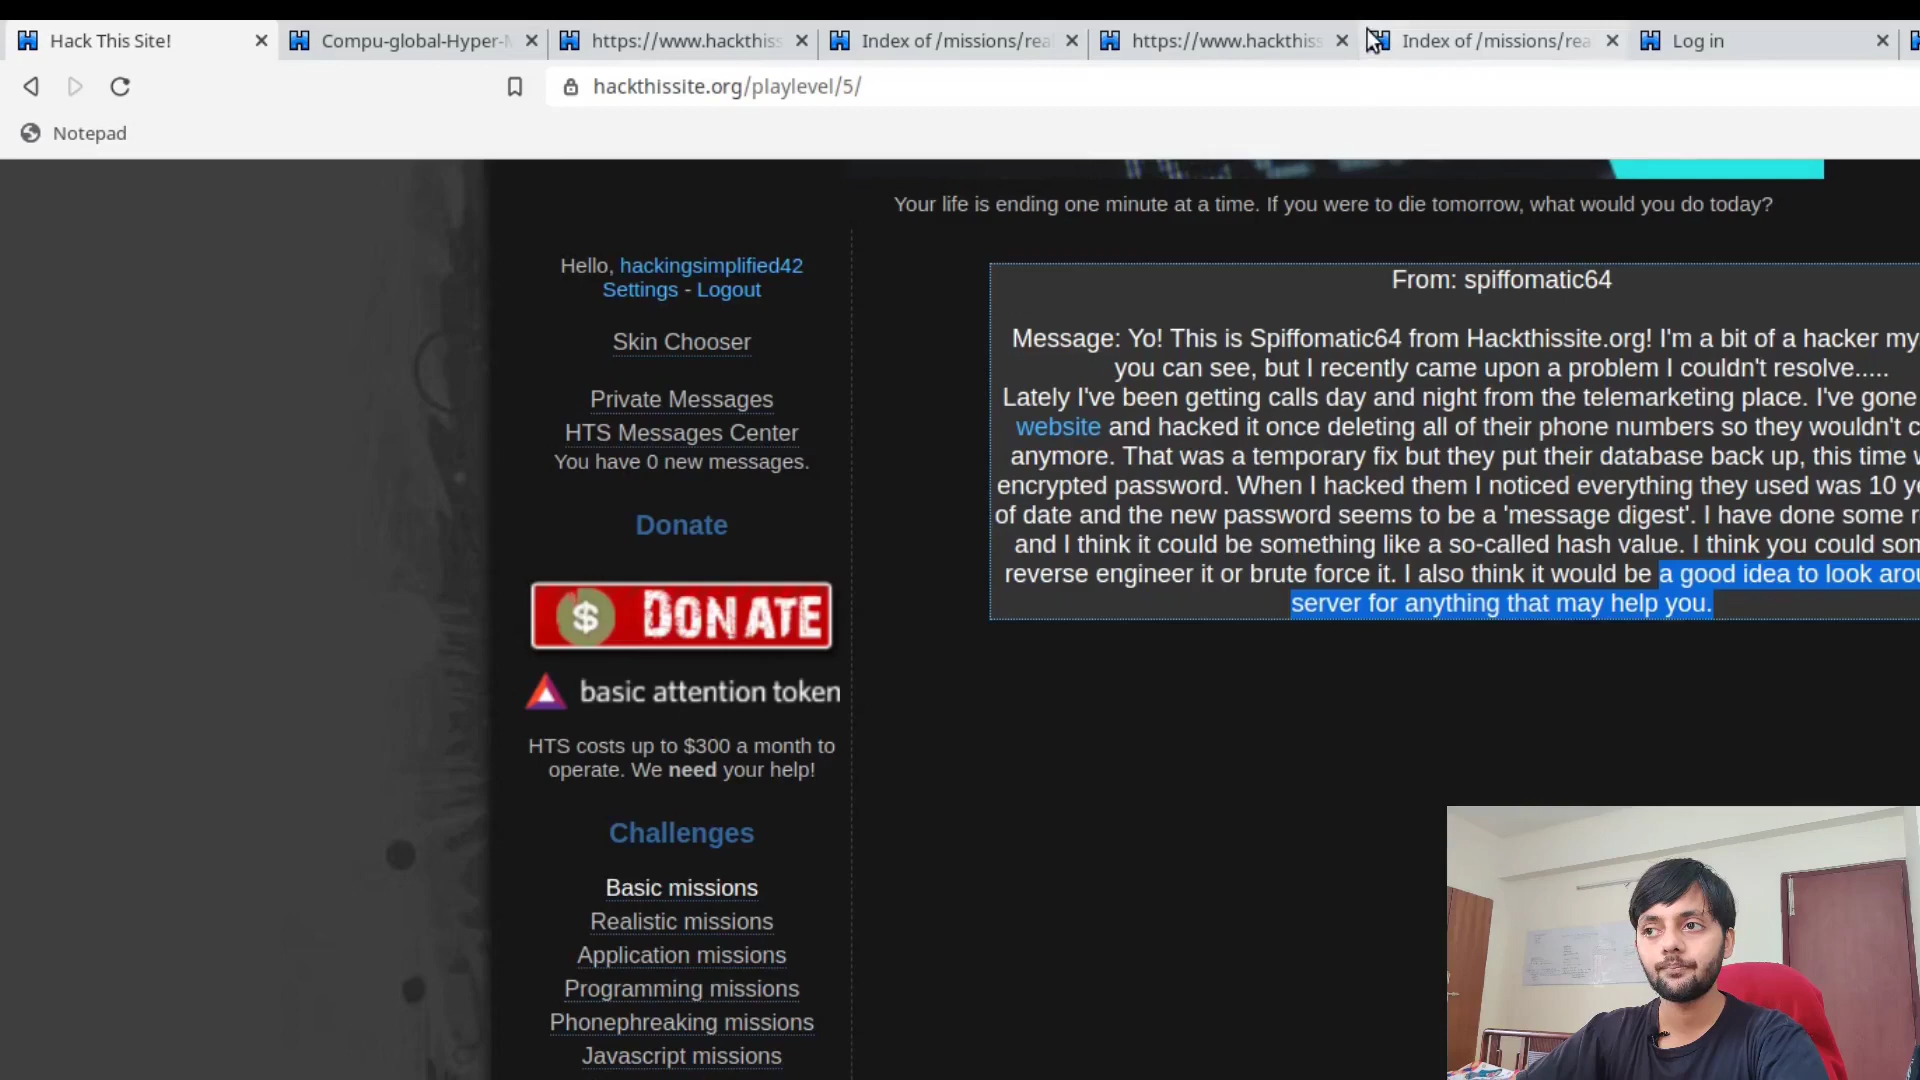 Hack This Site!
Compu-global-Hyper-
https://www.hackthiss
Index of /missions/rea
https://www.hackthiss
Index of /missions/rea
Log in
hackthissite.org/playlevel/5/
Notepad
Your life is ending one minute at a time. If you were to die tomorrow, what would you do today?
Hello, hackingsimplified42
Settings - Logout
Skin Chooser
Private Messages
HTS Messages Center
You have 0 new messages.
Donate
$ DONATE
basic attention token
HTS costs up to $300 a month to
operate. We need your help!
Challenges
Basic missions
Realistic missions
Application missions
Programming missions
Phonephreaking missions
Javascript missions
From: spiffomatic64
Message: Yo! This is Spiffomatic64 from Hackthissite.org! I'm a bit of a hacker my
you can see, but I recently came upon a problem I couldn't resolve.....
Lately I've been getting calls day and night from the telemarketing place. I've gone
website and hacked it once deleting all of their phone numbers so they wouldn't c
anymore. That was a temporary fix but they put their database back up, this time w
encrypted password. When I hacked them I noticed everything they used was 10 ye
of date and the new password seems to be a 'message digest'. I have done some r
and I think it could be something like a so-called hash value. I think you could som
reverse engineer it or brute force it. I also think it would be a good idea to look arou
server for anything that may help you.